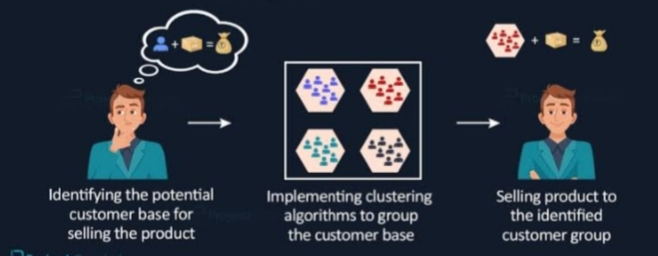 Identifying the potential
customer base for
selling the product
Implementing clustering
algorithms to group
the customer base
Selling product to
the identified
customer group